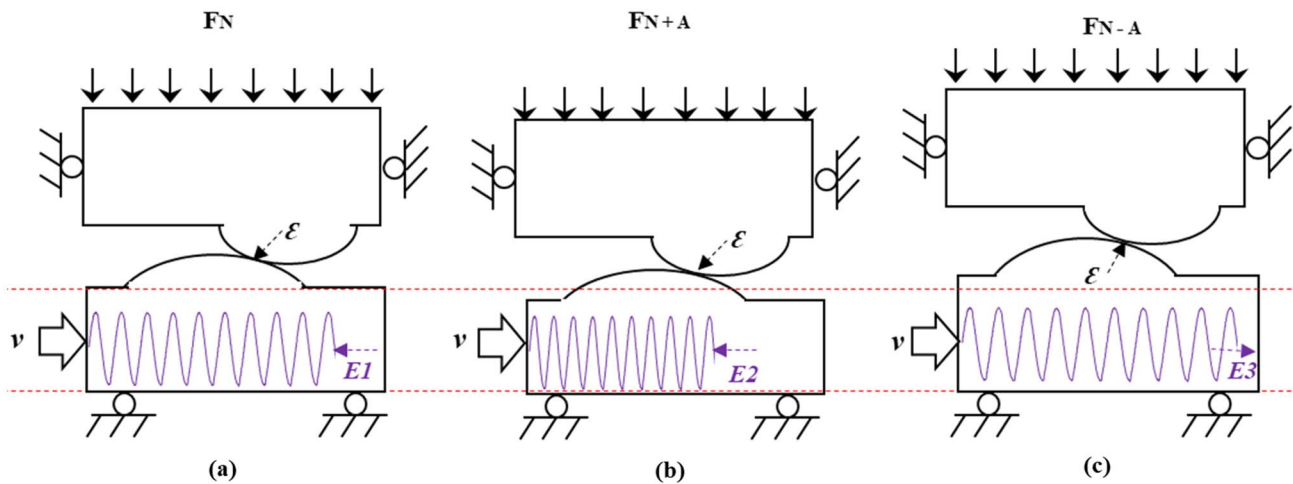 FN
FN+A
FN-A
ε
ε
ε
v
E1
v
E2
v
E3
(a)
(b)
(c)